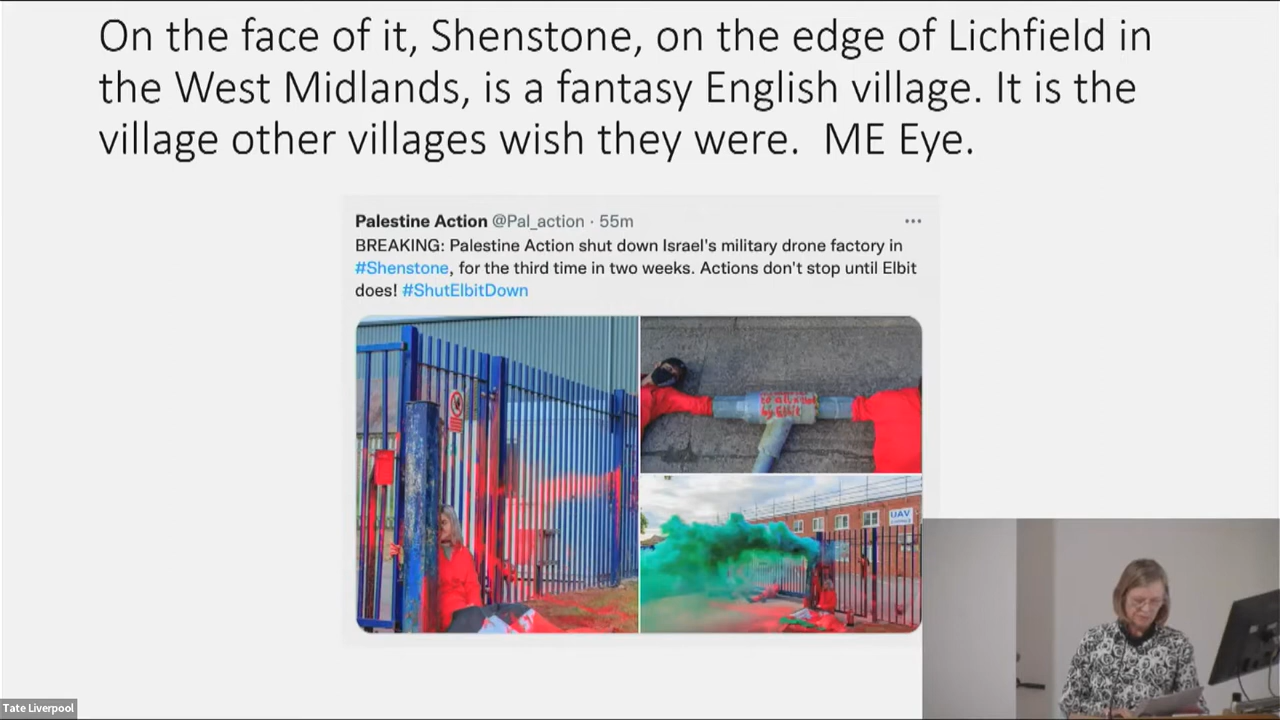 On the face of it, Shenstone, on the edge of Lichfield in
the West Midlands, is a fantasy English village. It is the
village other villages wish they were.  ME Eye.
Palestine Action @Pal_action · 55m
BREAKING: Palestine Action shut down Israel's military drone factory in
#Shenstone, for the third time in two weeks. Actions don't stop until Elbit
does! #ShutElbitDown
by Elbit
UAV
Tate Liverpool